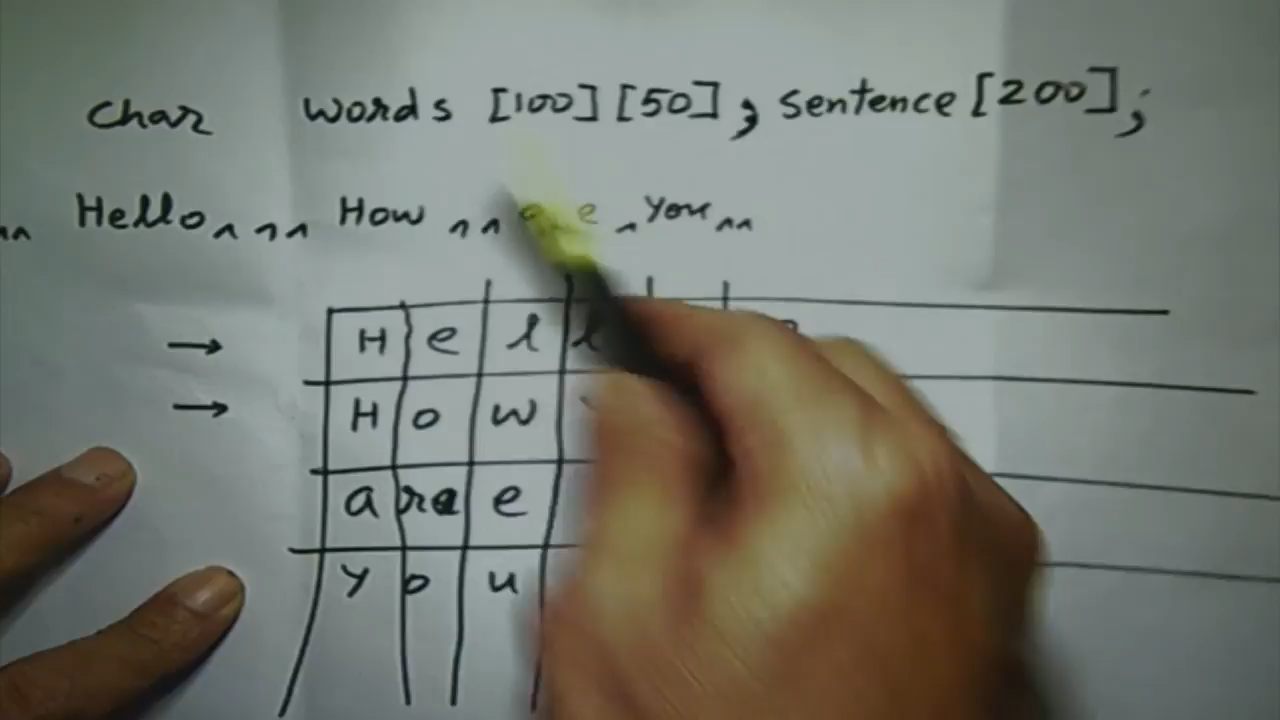 char words [100][50], sentence [200];
^^ Hello ^ ^ ^ How ^ ^ ^ You ^^
→ H e l l
→ H o w
a re e
Y o u